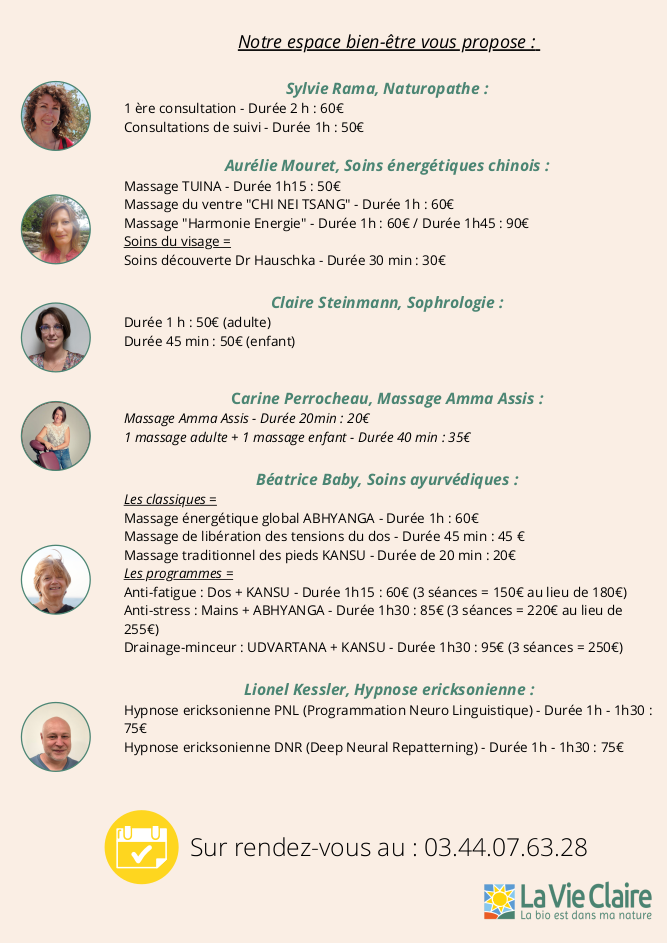 Notre espace bien-être vous propose :
Sylvie Rama, Naturopathe :
1 ère consultation - Durée 2 h : 60€
Consultations de suivi - Durée 1h : 50€
Aurélie Mouret, Soins énergétiques chinois :
Massage TUINA - Durée 1h15 : 50€
Massage du ventre "CHI NEI TSANG" - Durée 1h : 60€
Massage "Harmonie Energie" - Durée 1h : 60€ / Durée 1h45 : 90€
Soins du visage =
Soins découverte Dr Hauschka - Durée 30 min : 30€
Claire Steinmann, Sophrologie :
Durée 1 h : 50€ (adulte)
Durée 45 min : 50€ (enfant)
Carine Perrocheau, Massage Amma Assis :
Massage Amma Assis - Durée 20min : 20€
1 massage adulte + 1 massage enfant - Durée 40 min : 35€
Béatrice Baby, Soins ayurvédiques :
Les classiques =
Massage énergétique global ABHYANGA - Durée 1h : 60€
Massage de libération des tensions du dos - Durée 45 min : 45 €
Massage traditionnel des pieds KANSU - Durée de 20 min : 20€
Les programmes =
Anti-fatigue : Dos + KANSU - Durée 1h15 : 60€ (3 séances = 150€ au lieu de 180€)
Anti-stress : Mains + ABHYANGA - Durée 1h30 : 85€ (3 séances = 220€ au lieu de
255€)
Drainage-minceur : UDVARTANA + KANSU - Durée 1h30 : 95€ (3 séances = 250€)
Lionel Kessler, Hypnose ericksonienne :
Hypnose ericksonienne PNL (Programmation Neuro Linguistique) - Durée 1h - 1h30 :
75€
Hypnose ericksonienne DNR (Deep Neural Repatterning) - Durée 1h - 1h30 : 75€
Sur rendez-vous au : 03.44.07.63.28
La Vie Claire
La bio est dans ma nature